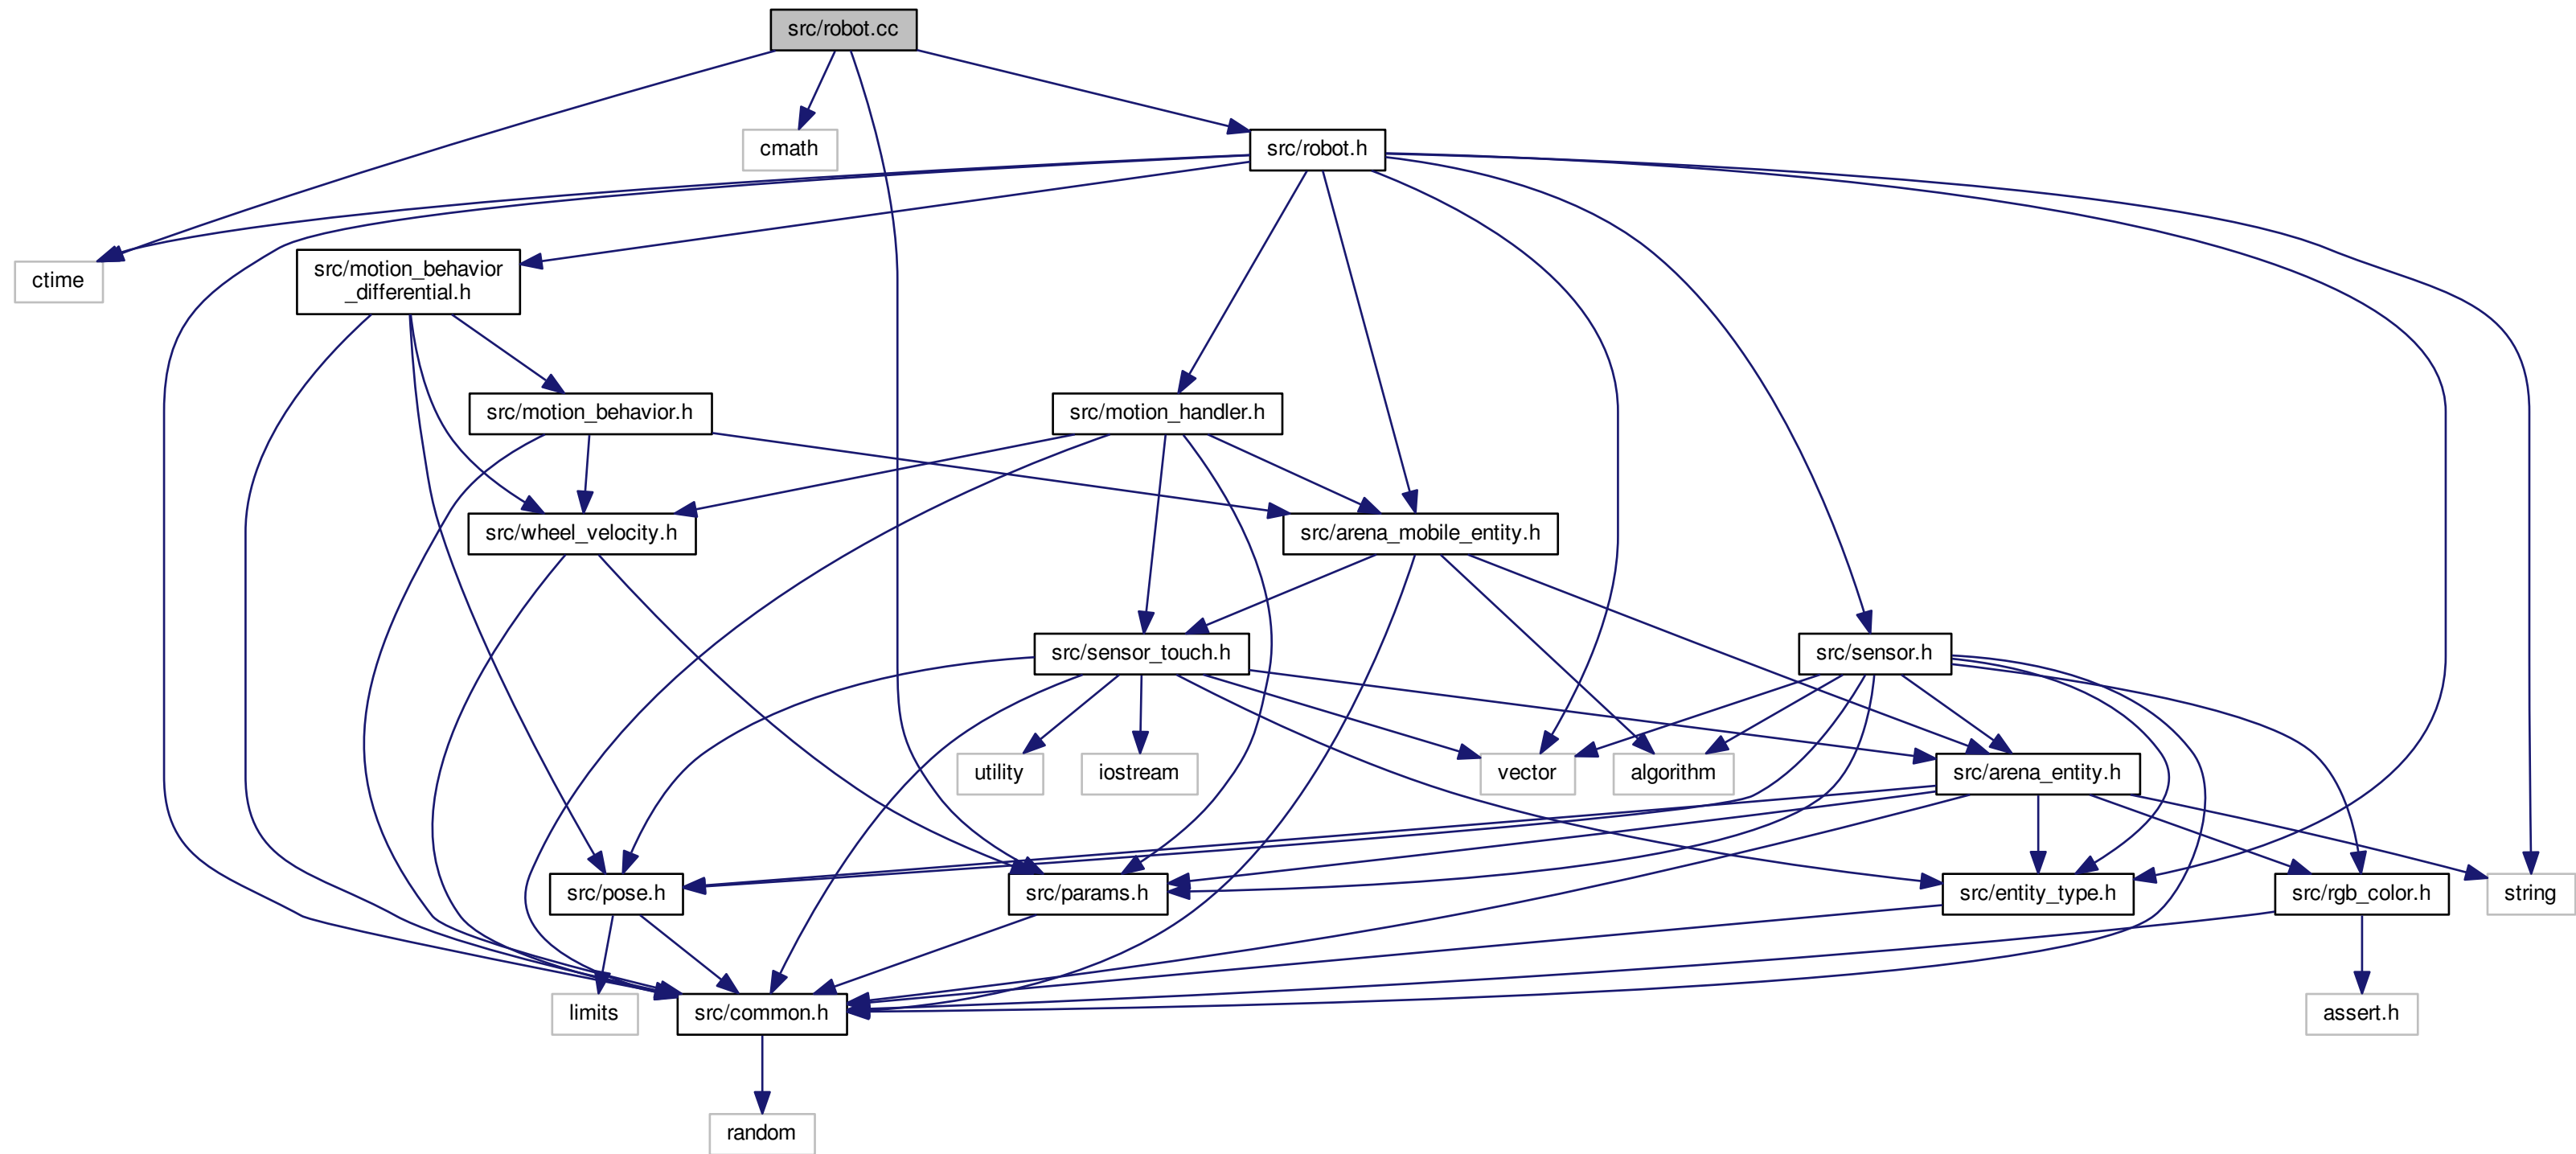 src/robot.cc
cmath
src/robot.h
ctime
src/motion_behavior
_differential.h
src/motion_behavior.h
src/motion_handler.h
src/wheel_velocity.h
src/arena_mobile_entity.h
src/sensor_touch.h
src/sensor.h
utility
iostream
vector
algorithm
src/arena_entity.h
src/pose.h
src/params.h
src/entity_type.h
src/rgb_color.h
string
limits
src/common.h
assert.h
random